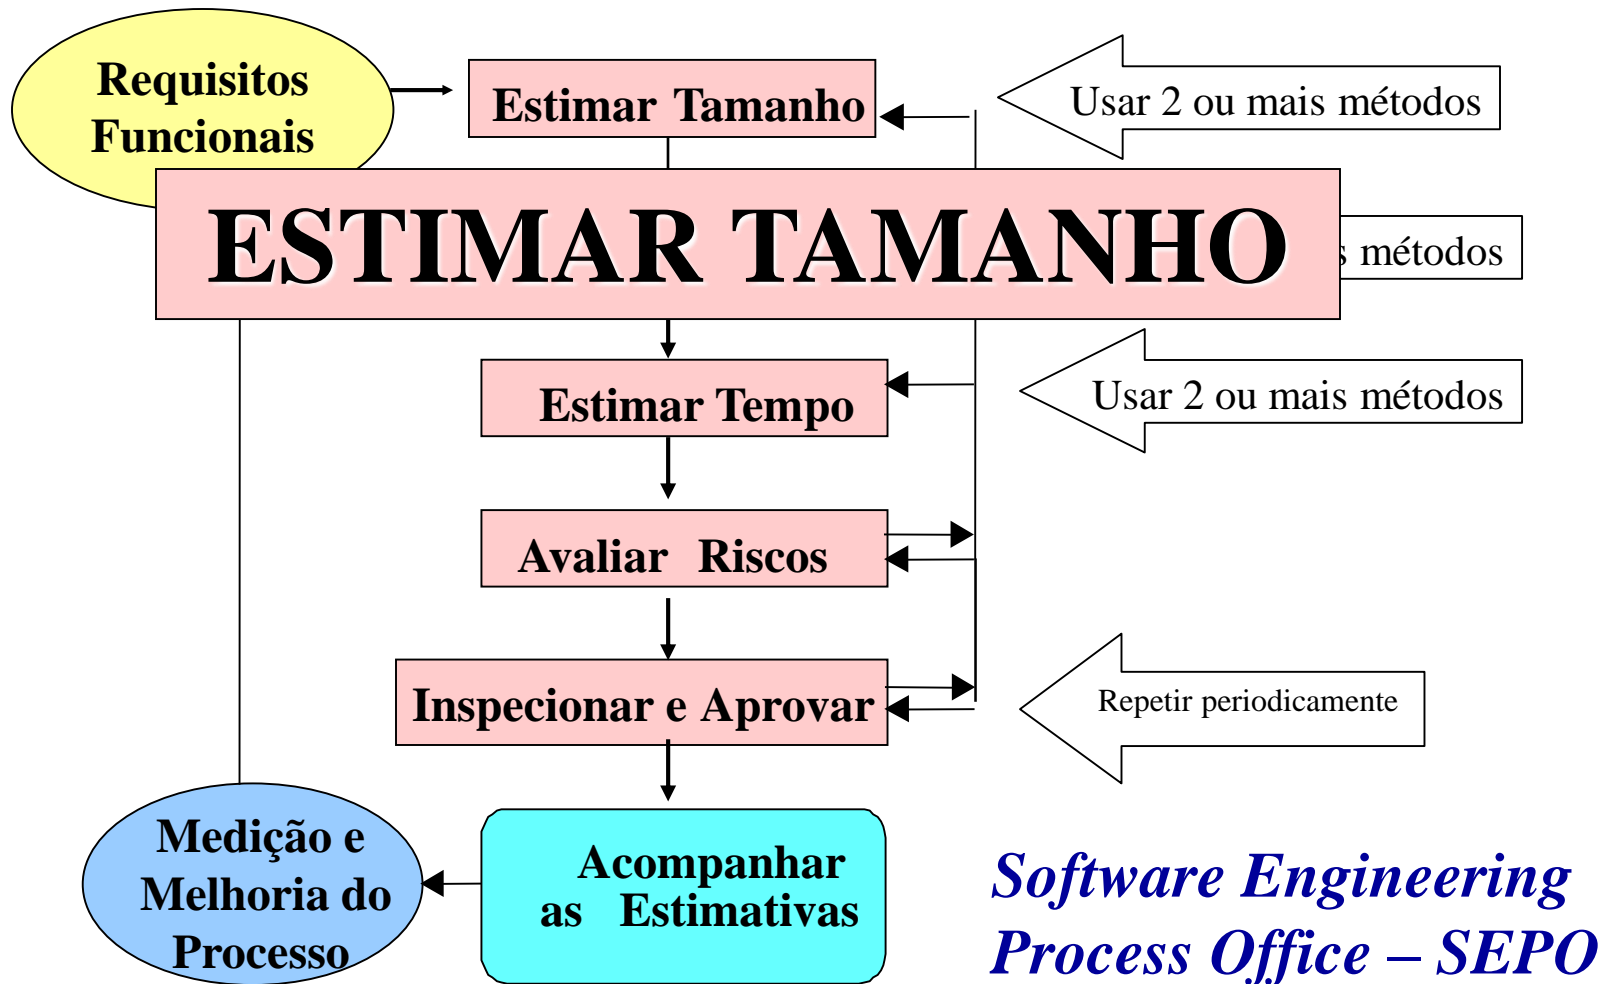 Requisitos
Funcionais
Estimar Tamanho
Usar 2 ou mais métodos
ESTIMAR TAMANHO
métodos
Estimar Tempo
Usar 2 ou mais métodos
Avaliar Riscos
Inspecionar e Aprovar
Repetir periodicamente
Medição e
Melhoria do
Processo
Acompanhar
as Estimativas
Software Engineering
Process Office – SEPO